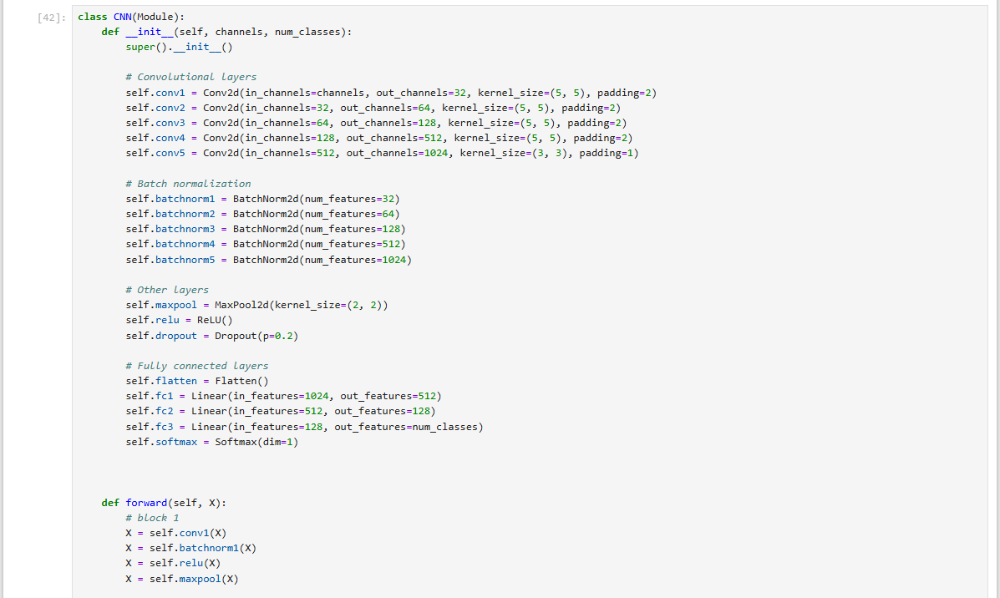 [42]:
class CNN(Module):
    def __init__(self, channels, num_classes):
        super().__init__()
        # Convolutional layers
        self.conv1 = Conv2d(in_channels=channels, out_channels=32, kernel_size=(5, 5), padding=2)
        self.conv2 = Conv2d(in_channels=32, out_channels=64, kernel_size=(5, 5), padding=2)
        self.conv3 = Conv2d(in_channels=64, out_channels=128, kernel_size=(5, 5), padding=2)
        self.conv4 = Conv2d(in_channels=128, out_channels=512, kernel_size=(5, 5), padding=2)
        self.conv5 = Conv2d(in_channels=512, out_channels=1024, kernel_size=(3, 3), padding=1)
        # Batch normalization
        self.batchnorm1 = BatchNorm2d(num_features=32)
        self.batchnorm2 = BatchNorm2d(num_features=64)
        self.batchnorm3 = BatchNorm2d(num_features=128)
        self.batchnorm4 = BatchNorm2d(num_features=512)
        self.batchnorm5 = BatchNorm2d(num_features=1024)
        # Other layers
        self.maxpool = MaxPool2d(kernel_size=(2, 2))
        self.relu = ReLU()
        self.dropout = Dropout(p=0.2)
        # Fully connected layers
        self.flatten = Flatten()
        self.fc1 = Linear(in_features=1024, out_features=512)
        self.fc2 = Linear(in_features=512, out_features=128)
        self.fc3 = Linear(in_features=128, out_features=num_classes)
        self.softmax = Softmax(dim=1)
    def forward(self, X):
        # block 1
        X = self.conv1(X)
        X = self.batchnorm1(X)
        X = self.relu(X)
        X = self.maxpool(X)